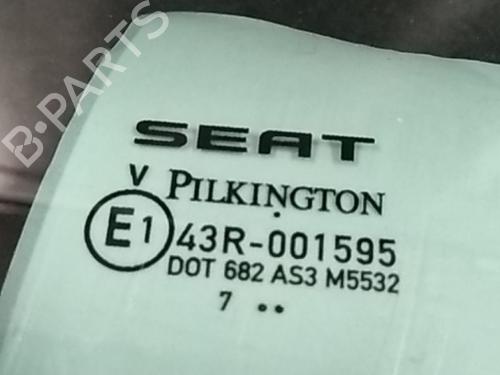 B-PARTS
SEAT
V PILKINGTON
E1 43R-001595
DOT 682 AS3 M5532
7 ..